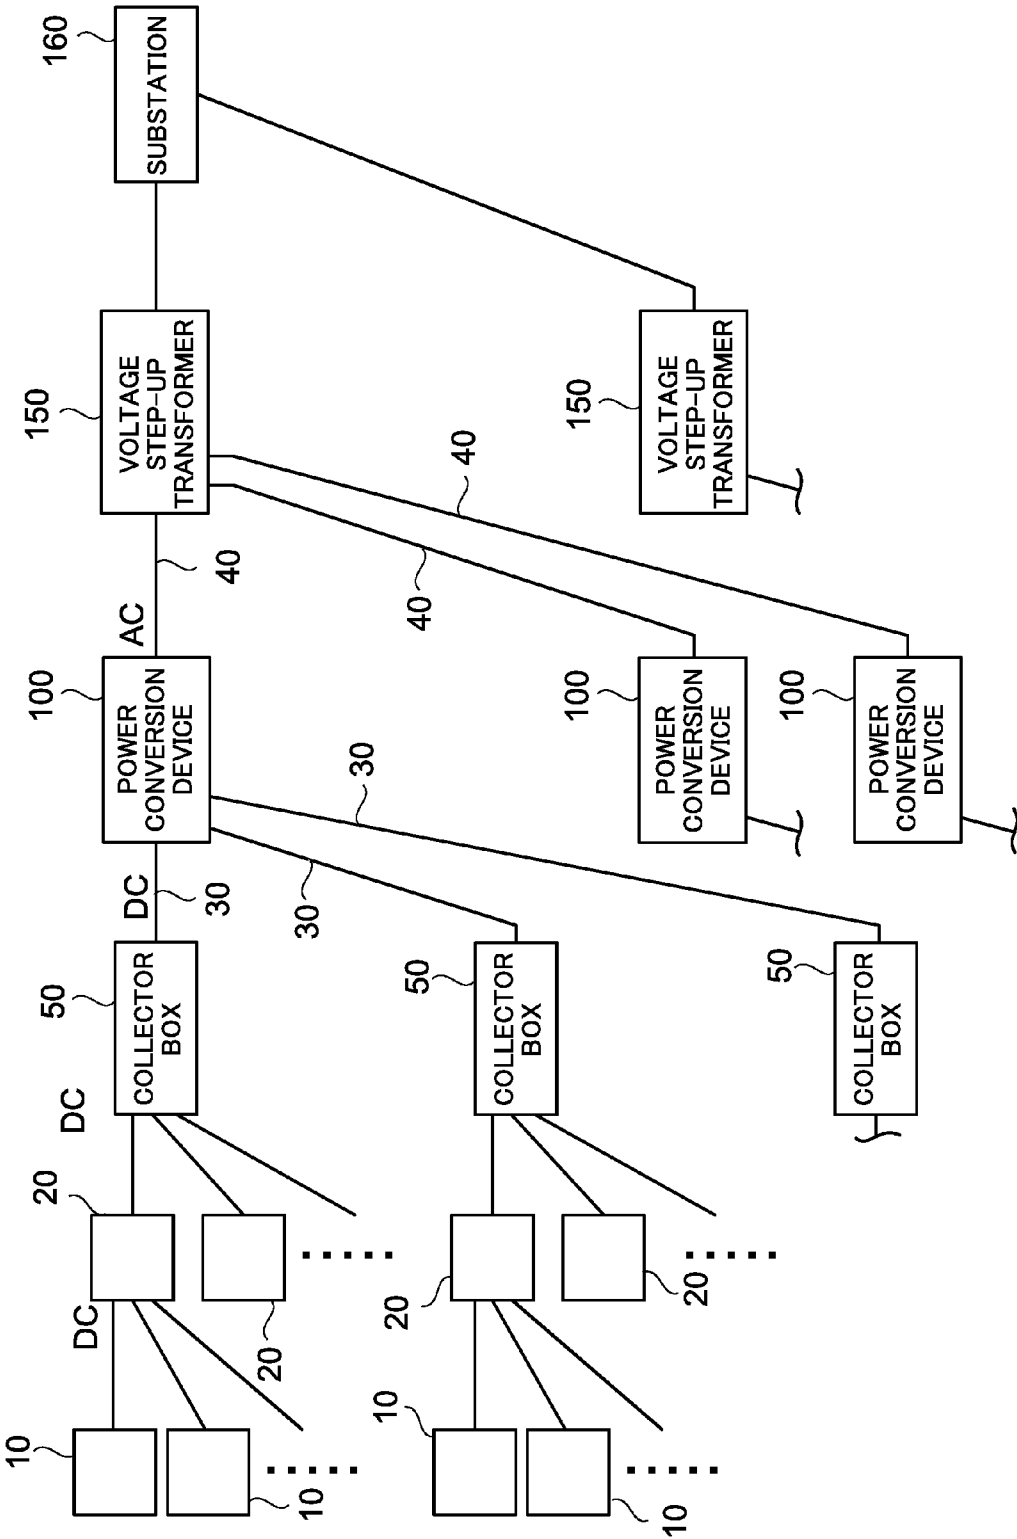 10
DC
20
DC
50
COLLECTOR
BOX
DC
30
100
POWER
CONVERSION
DEVICE
AC
40
150
VOLTAGE
STEP-UP
TRANSFORMER
160
SUBSTATION
10
20
30
30
40
40
10
20
50
COLLECTOR
BOX
100
POWER
CONVERSION
DEVICE
150
VOLTAGE
STEP-UP
TRANSFORMER
10
20
50
COLLECTOR
BOX
100
POWER
CONVERSION
DEVICE